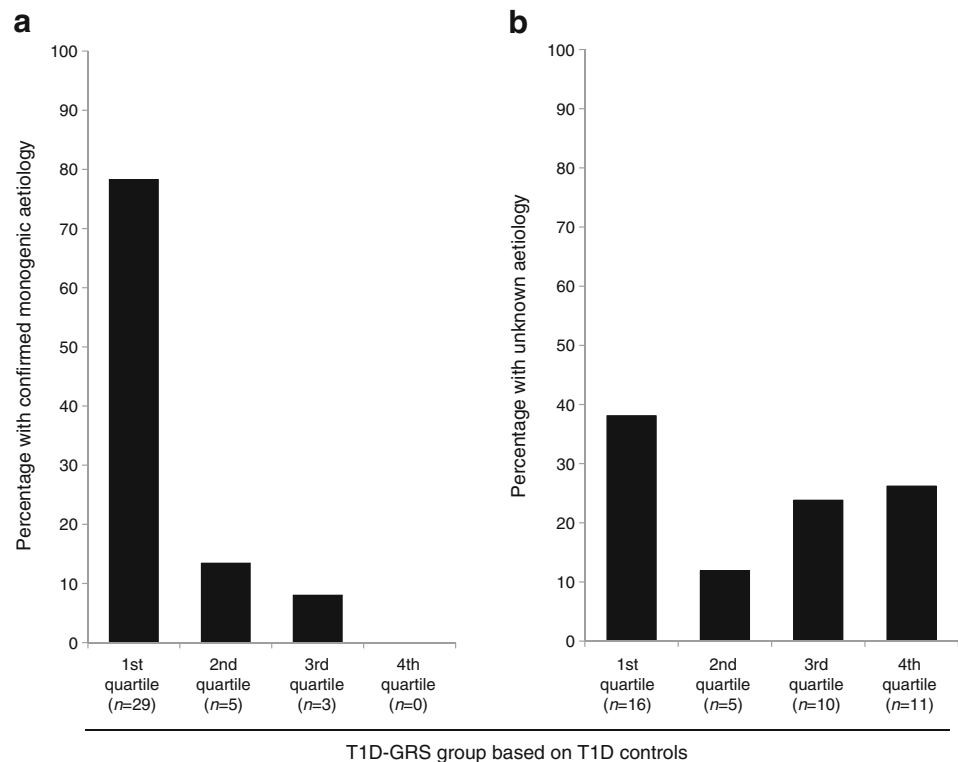 a
100
90
80
70
60
50
40
30
20
10
0
Percentage with confirmed monogenic aetiology
1st
quartile
(n=29)
2nd
quartile
(n=5)
3rd
quartile
(n=3)
4th
quartile
(n=0)
b
100
90
80
70
60
50
40
30
20
10
0
Percentage with unknown aetiology
1st
quartile
(n=16)
2nd
quartile
(n=5)
3rd
quartile
(n=10)
4th
quartile
(n=11)
T1D-GRS group based on T1D controls